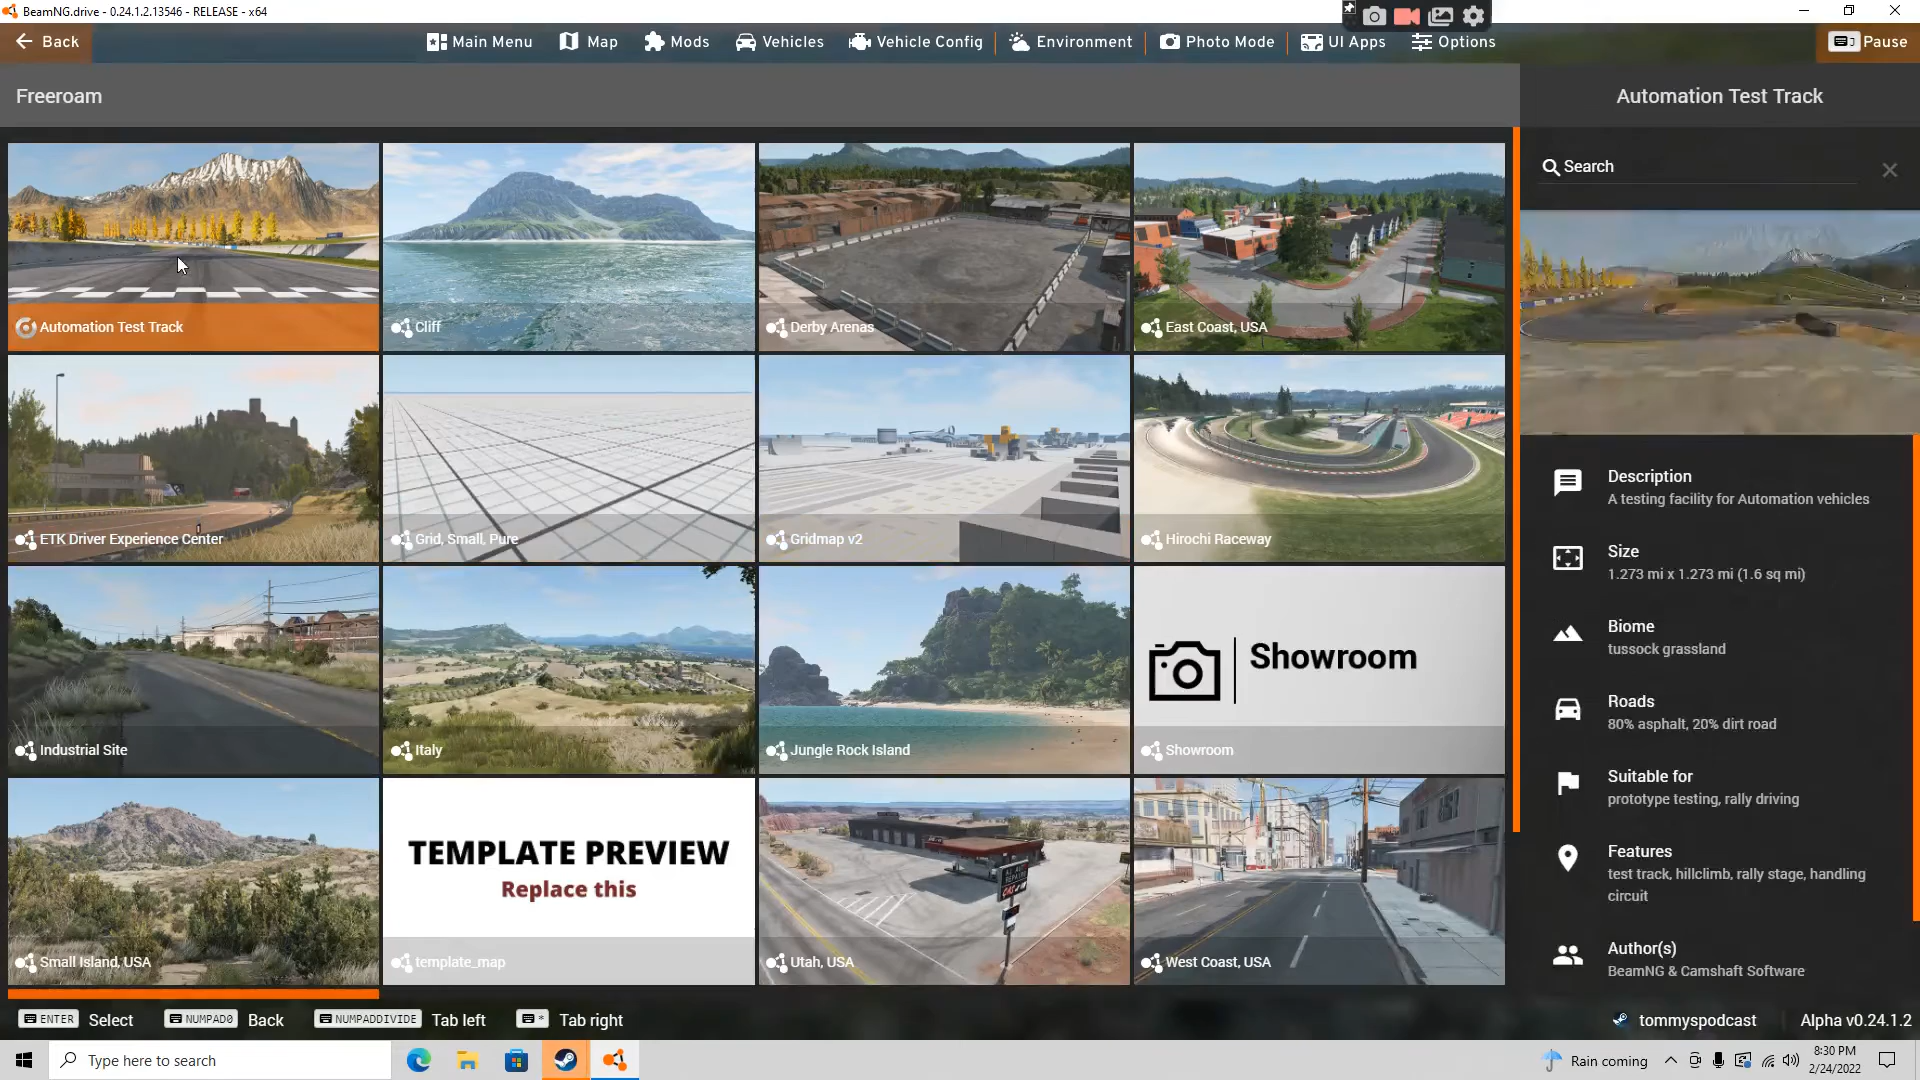 BeamNG.drive - 0.24.1.2.13546 - RELEASE - x64
Back
Main Menu
Map
Mods
Vehicles
Vehicle Config
Environment
Photo Mode
UI Apps
Options
J Pause
Freeroam
Automation Test Track
Cliff
Derby Arenas
East Coast, USA
ETK Driver Experience Center
Grid, Small, Pure
Gridmap v2
Hirochi Raceway
Industrial Site
Italy
Jungle Rock Island
Showroom
Showroom
Small Island, USA
TEMPLATE PREVIEW
Replace this
template_map
Utah, USA
West Coast, USA
Automation Test Track
Search
Description
A testing facility for Automation vehicles
Size
1.273 mi x 1.273 mi (1.6 sq mi)
Biome
tussock grassland
Roads
80% asphalt, 20% dirt road
Suitable for
prototype testing, rally driving
Features
test track, hillclimb, rally stage, handling
circuit
Author(s)
BeamNG & Camshaft Software
ENTER Select
NUMPAD0 Back
NUMPADDIVIDE Tab left
* Tab right
tommyspodcast
Alpha v0.24.1.2
Type here to search
Rain coming
8:30 PM
2/24/2022